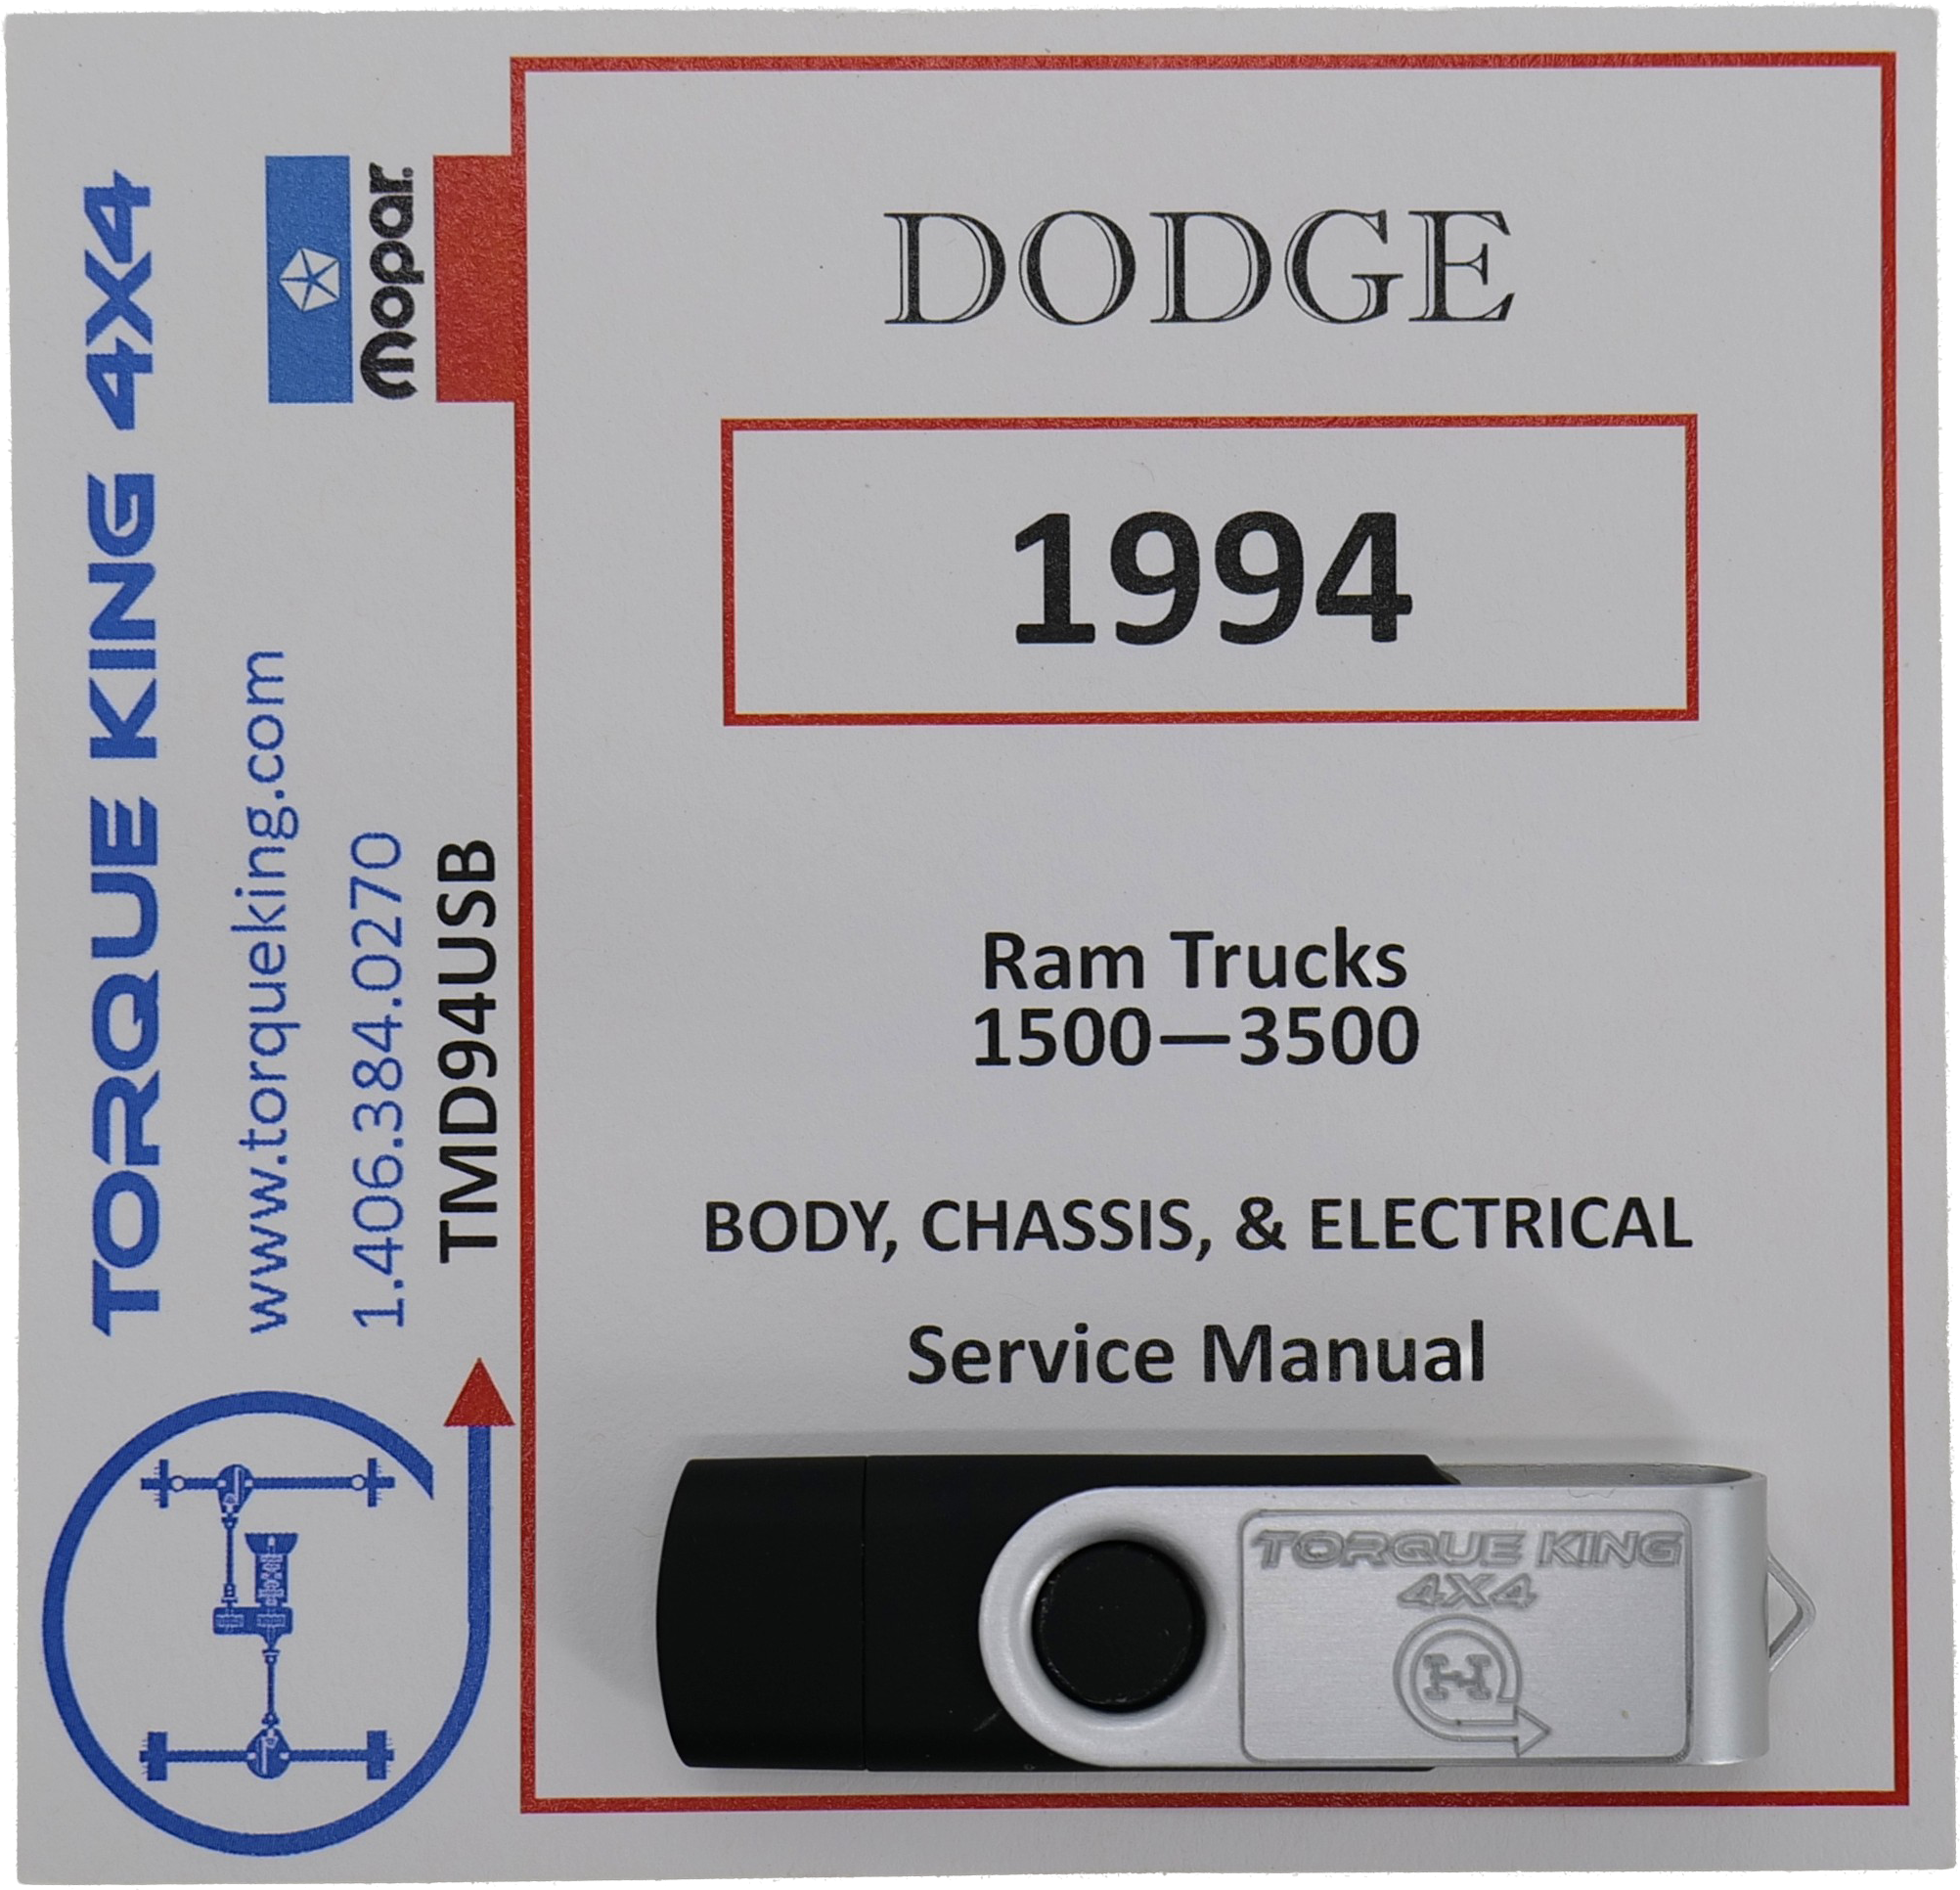 TORQUE KING 4X4
www.torqueking.com
1.406.384.0270
TMD94USB
mopar.
DODGE
1994
Ram Trucks
1500—3500
BODY, CHASSIS, & ELECTRICAL
Service Manual
TORQUE KING
4X4